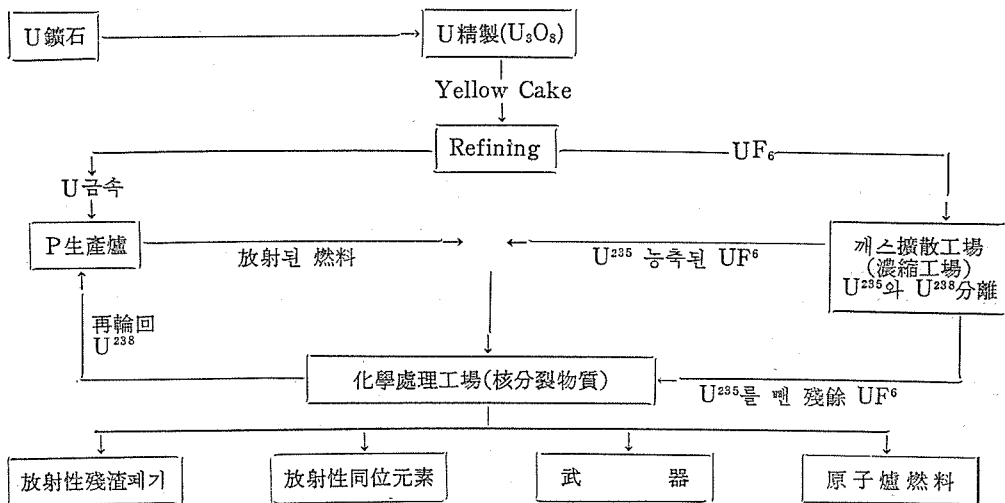 U鑛石
U精製(U₃O₈)
Yellow Cake
Refining
UF₆
U금속
P生產爐
放射된 燃料
U²³⁵ 능축된 UF⁶
깨스擴散工場
(濃縮工場)
U²³⁵와 U²³⁸分離
再輪回
U²³⁸
化學處理工場(核分裂物質)
U²³⁵를 뺀 殘餘 UF⁶
放射性殘渣폐기
放射性同位元素
武 器
原子爐燃料